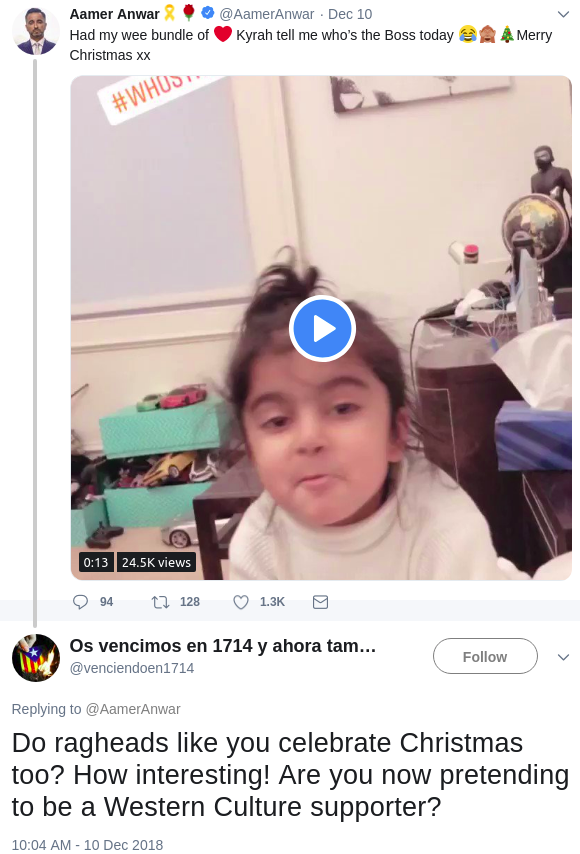 Aamer Anwar🎗️🌹 @AamerAnwar · Dec 10
Had my wee bundle of ❤️ Kyrah tell me who's the Boss today 😂🙈🎄Merry
Christmas xx
0:13 24.5K views
94 128 1.3K
Os vencimos en 1714 y ahora tam…
@venciendoen1714
Follow
Replying to @AamerAnwar
Do ragheads like you celebrate Christmas
too? How interesting! Are you now pretending
to be a Western Culture supporter?
10:04 AM - 10 Dec 2018